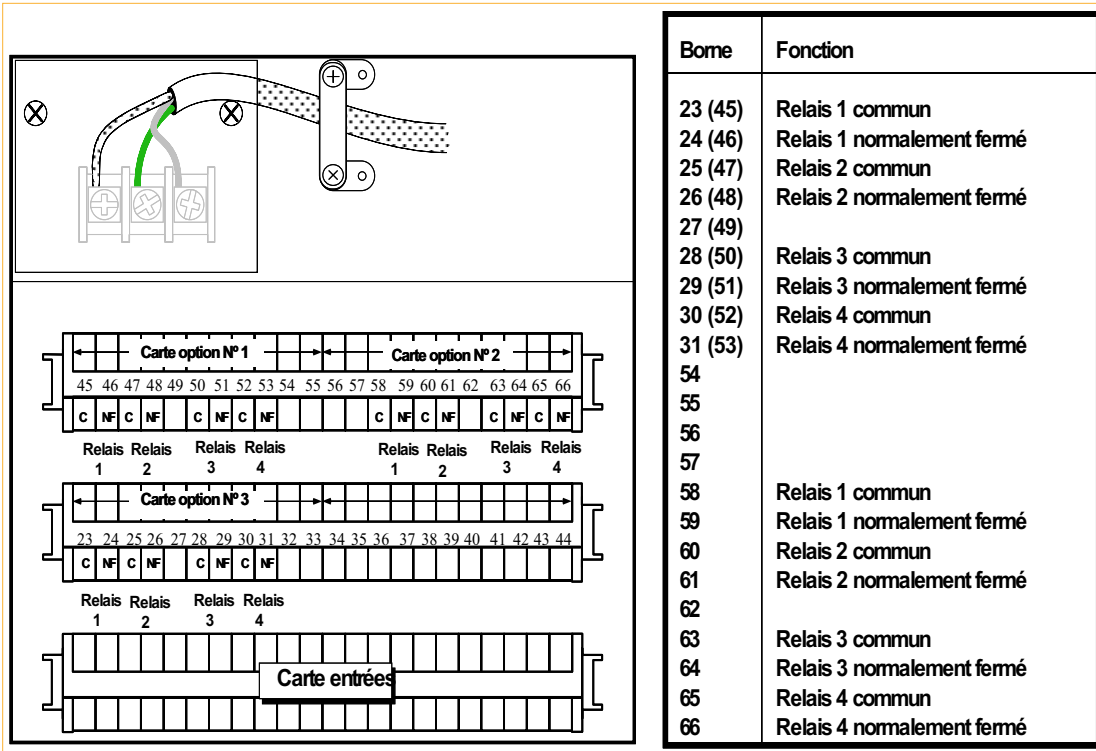 Carte option Nº 1
Carte option Nº 2
45 46 47 48 49 50 51 52 53 54 55 56 57 58 59 60 61 62 63 64 65 66
C NF C NF C NF C NF C NF C NF C NF C NF
Relais Relais Relais Relais Relais Relais Relais Relais
1 2 3 4 1 2 3 4
Carte option Nº 3
23 24 25 26 27 28 29 30 31 32 33 34 35 36 37 38 39 40 41 42 43 44
C NF C NF C NF C NF
Relais Relais Relais Relais
1 2 3 4
Carte entrées
Borne Fonction
23 (45) Relais 1 commun
24 (46) Relais 1 normalement fermé
25 (47) Relais 2 commun
26 (48) Relais 2 normalement fermé
27 (49)
28 (50) Relais 3 commun
29 (51) Relais 3 normalement fermé
30 (52) Relais 4 commun
31 (53) Relais 4 normalement fermé
54
55
56
57
58 Relais 1 commun
59 Relais 1 normalement fermé
60 Relais 2 commun
61 Relais 2 normalement fermé
62
63 Relais 3 commun
64 Relais 3 normalement fermé
65 Relais 4 commun
66 Relais 4 normalement fermé